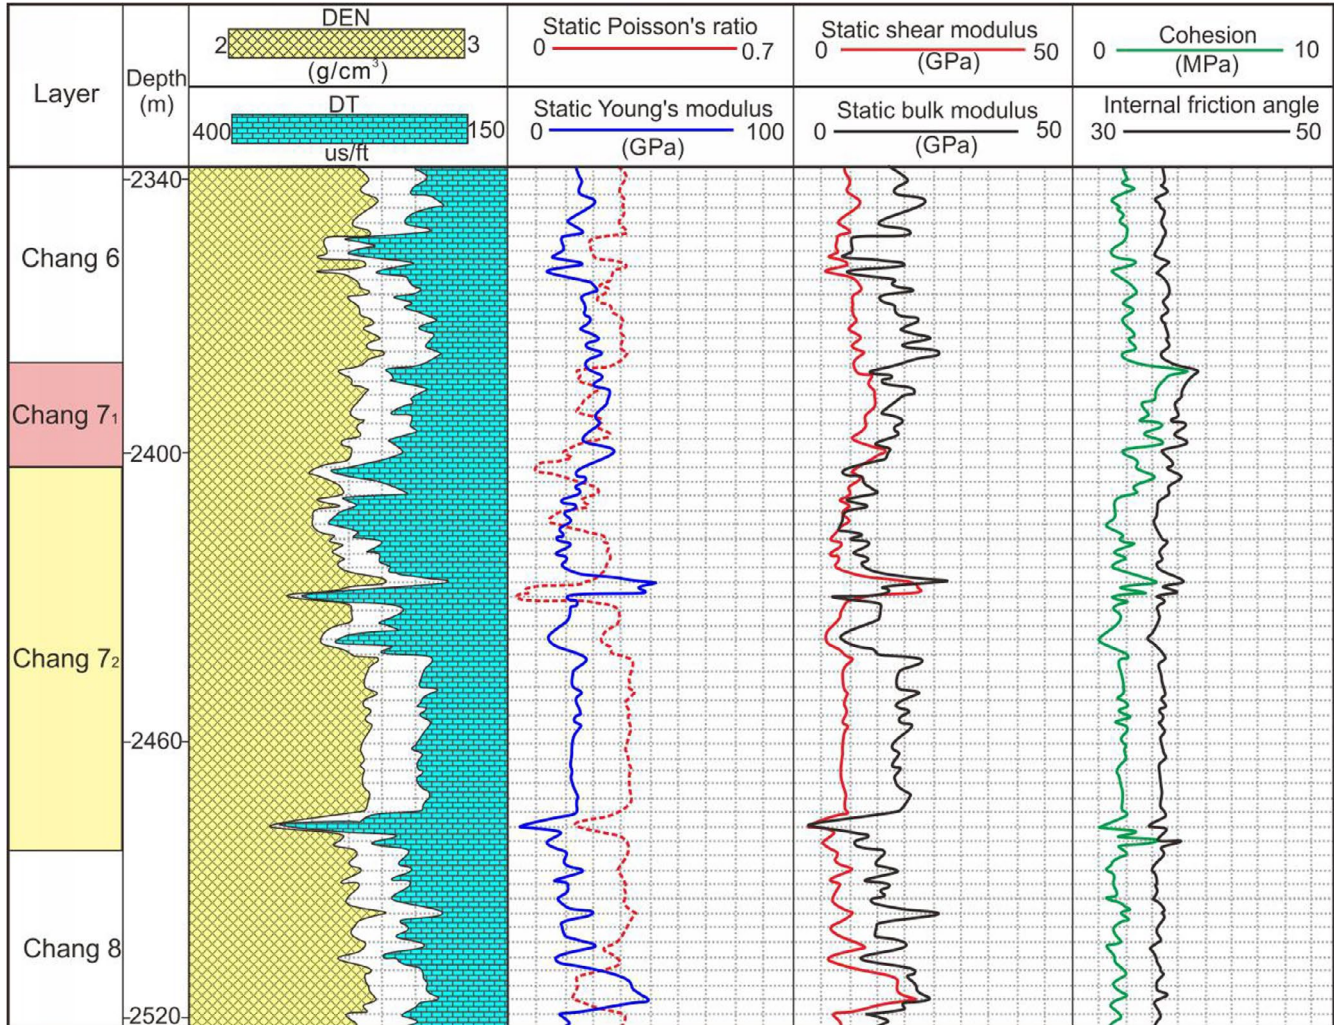 Layer
Depth
(m)
DEN
2 3
(g/cm³)
DT
400 150
us/ft
Static Poisson's ratio
0 0.7
Static Young's modulus
0 100
(GPa)
Static shear modulus
0 50
(GPa)
Static bulk modulus
0 50
(GPa)
Cohesion
0 10
(MPa)
Internal friction angle
30 50
2340
Chang 6
Chang 7₁
2400
Chang 7₂
2460
Chang 8
2520